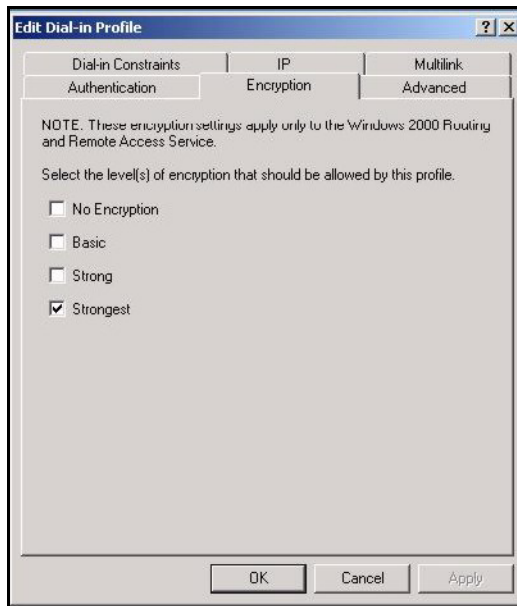 Edit Dial-in Profile
Dial-in Constraints
IP
Multilink
Authentication
Encryption
Advanced
NOTE. These encryption settings apply only to the Windows 2000 Routing
and Remote Access Service.
Select the level(s) of encryption that should be allowed by this profile.
No Encryption
Basic
Strong
Strongest
OK
Cancel
Apply